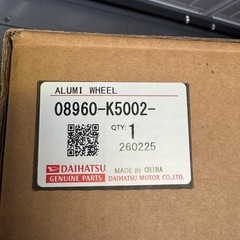 ALUMI WHEEL
08960-K5002-
QTY: 1
260225
DAIHATSU
GENUINE PARTS
MADE IN CHINA
DAIHATSU MOTOR CO.,LTD.